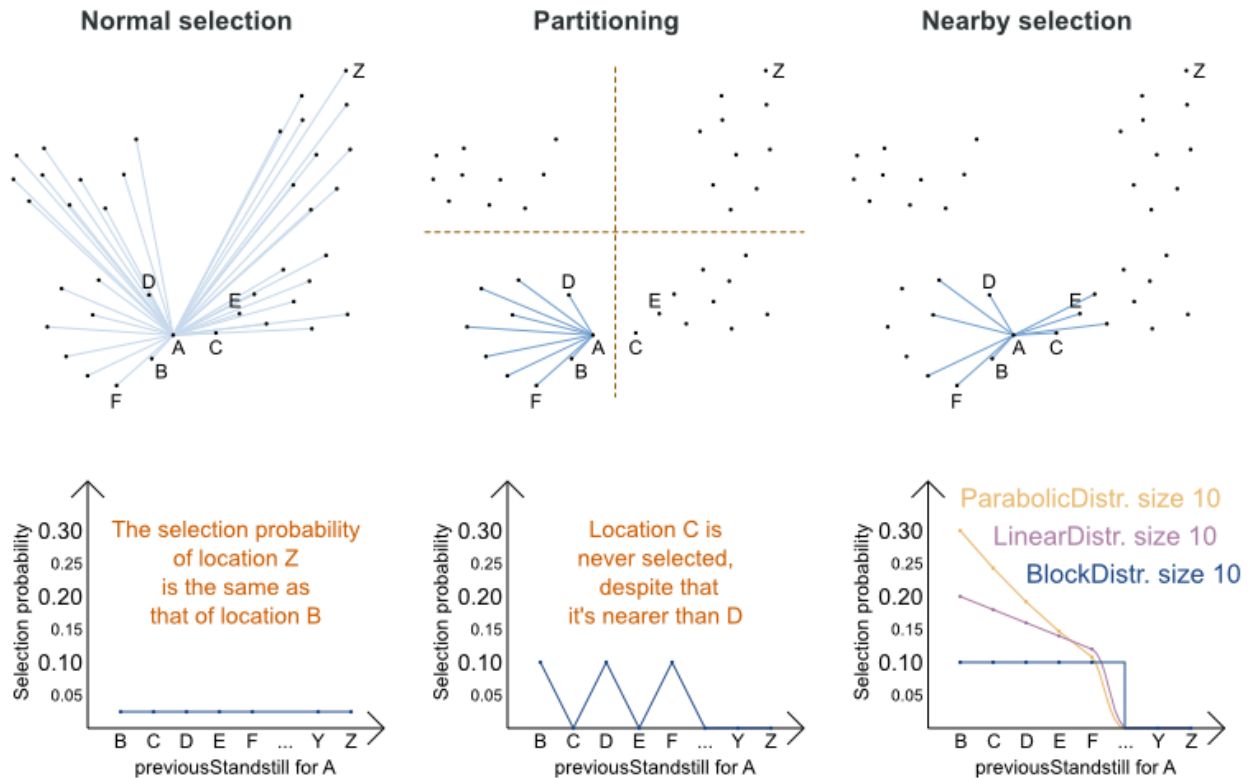 Normal selection
Partitioning
Nearby selection
Z
D
E
A
C
B
F
Z
D
E
A
C
B
F
Z
D
E
A
C
B
F
Selection probability
0.30
0.25
0.20
0.15
0.10
0.05
The selection probability
of location Z
is the same as
that of location B
B C D E F ... Y Z
previousStandstill for A
Selection probability
0.30
0.25
0.20
0.15
0.10
0.05
Location C is
never selected,
despite that
it's nearer than D
B C D E F ... Y Z
previousStandstill for A
Selection probability
0.30
0.25
0.20
0.15
0.10
0.05
ParabolicDistr. size 10
LinearDistr. size 10
BlockDistr. size 10
B C D E F ... Y Z
previousStandstill for A